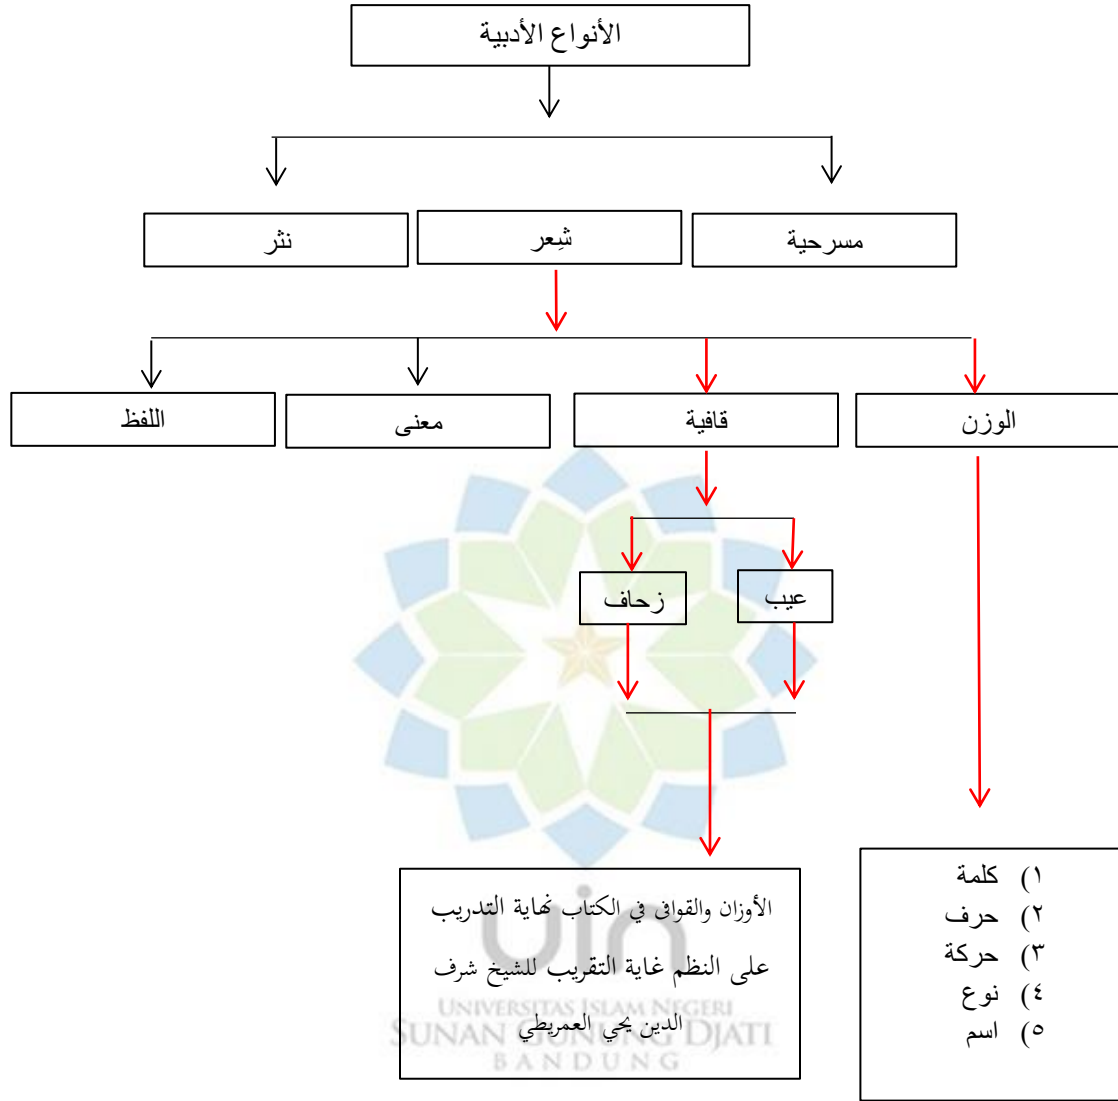 الأنواع الأدبية
مسرحية
شِعر
نثر
الوزن
قافية
معنى
اللفظ
عيب
زحاف
١) كلمة
٢) حرف
٣) حركة
٤) نوع
٥) اسم
الأوزان والقوافى في الكتاب نهاية التدريب
على النظم غاية التقريب للشيخ شرف
الدين يحي العمريطي
uin
UNIVERSITAS ISLAM NEGERI
SUNAN GUNUNG DJATI
BANDUNG